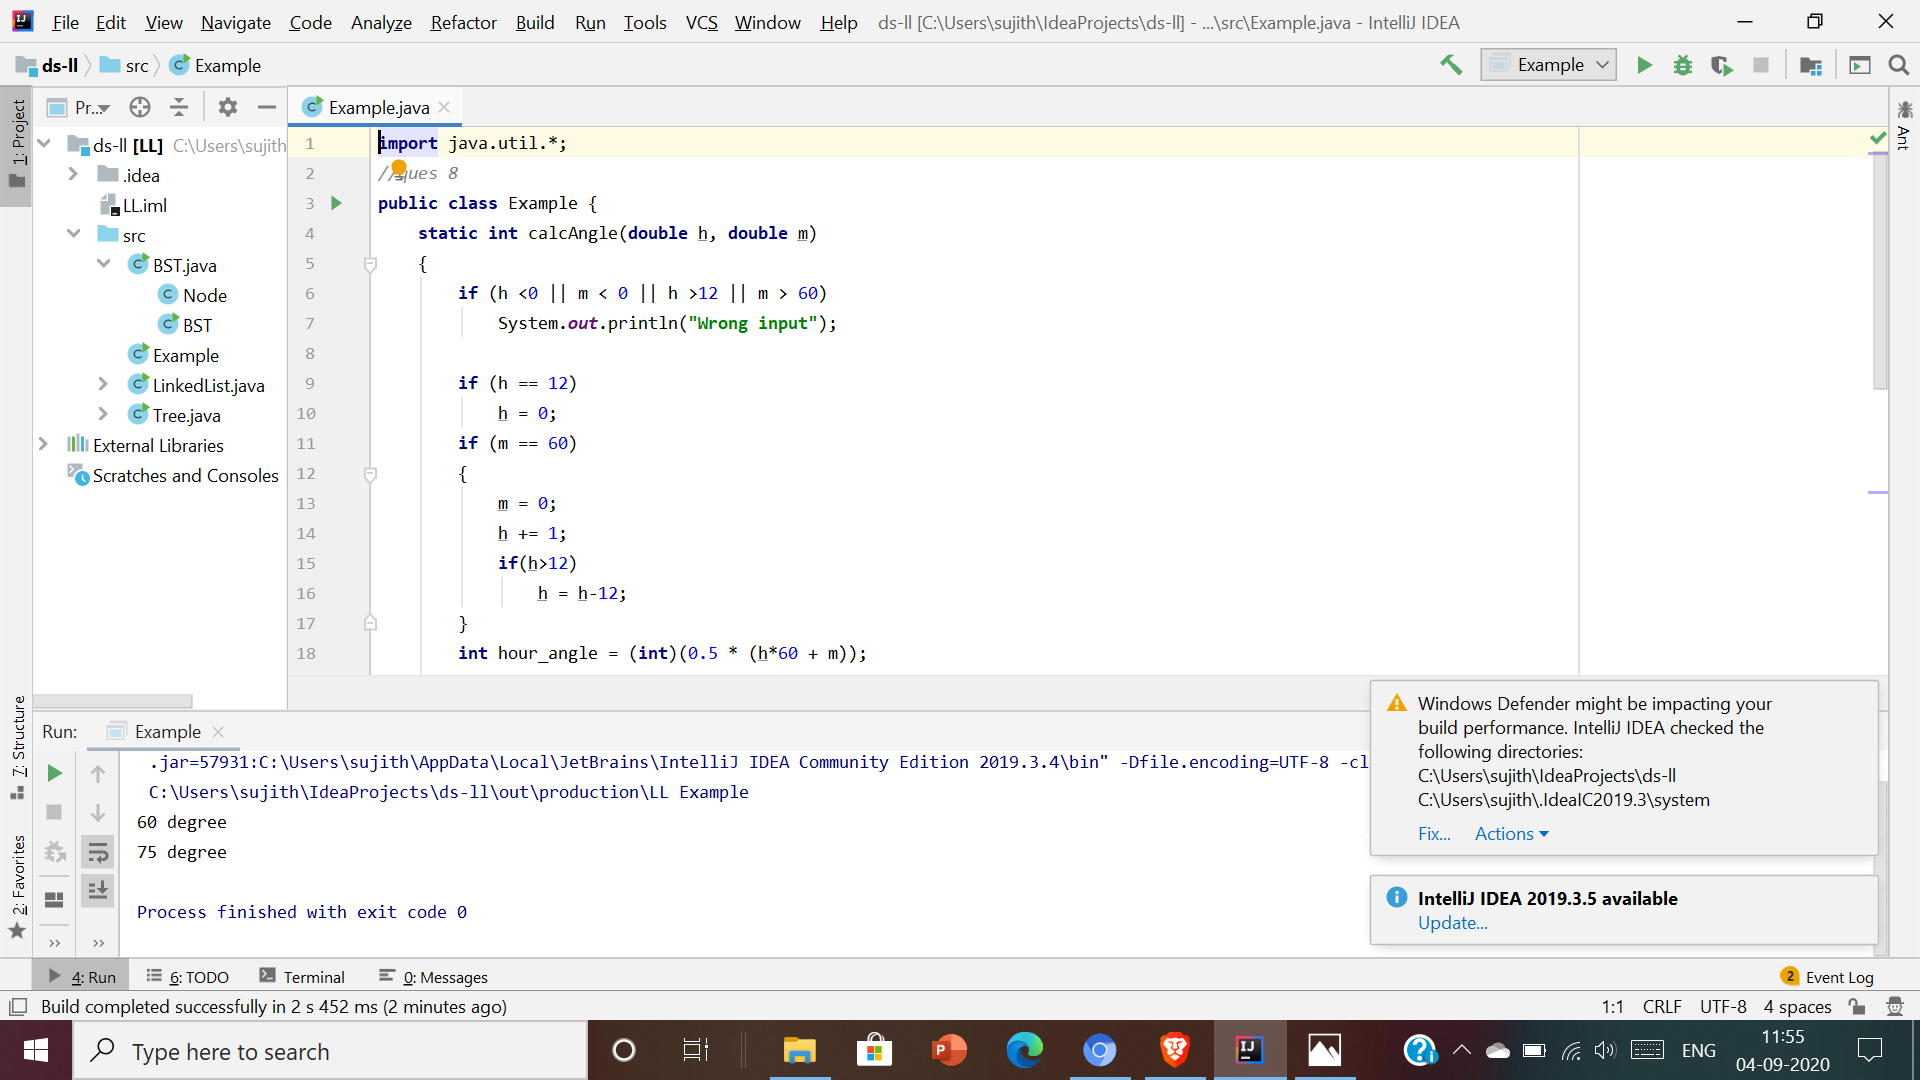 File Edit View Navigate Code Analyze Refactor Build Run Tools VCS Window Help ds-ll [C:\Users\sujith\IdeaProjects\ds-ll] - ...\src\Example.java - IntelliJ IDEA
ds-ll src Example
Example
1: Project
Pr...
Example.java
Ant
ds-ll [LL] C:\Users\sujith
.idea
LL.iml
src
BST.java
Node
BST
Example
LinkedList.java
Tree.java
External Libraries
Scratches and Consoles
1 import java.util.*;
2 //ques 8
3 public class Example {
4 static int calcAngle(double h, double m)
5 {
6 if (h <0 || m < 0 || h >12 || m > 60)
7 System.out.println("Wrong input");
8
9 if (h == 12)
10 h = 0;
11 if (m == 60)
12 {
13 m = 0;
14 h += 1;
15 if(h>12)
16 h = h-12;
17 }
18 int hour_angle = (int)(0.5 * (h*60 + m));
7: Structure
2: Favorites
Run: Example
.jar=57931:C:\Users\sujith\AppData\Local\JetBrains\IntelliJ IDEA Community Edition 2019.3.4\bin" -Dfile.encoding=UTF-8 -cl
C:\Users\sujith\IdeaProjects\ds-ll\out\production\LL Example
60 degree
75 degree
Process finished with exit code 0
Windows Defender might be impacting your
build performance. IntelliJ IDEA checked the
following directories:
C:\Users\sujith\IdeaProjects\ds-ll
C:\Users\sujith\.IdeaIC2019.3\system
Fix... Actions
IntelliJ IDEA 2019.3.5 available
Update...
4: Run 6: TODO Terminal 0: Messages 2 Event Log
Build completed successfully in 2 s 452 ms (2 minutes ago) 1:1 CRLF UTF-8 4 spaces
Type here to search
ENG
11:55
04-09-2020